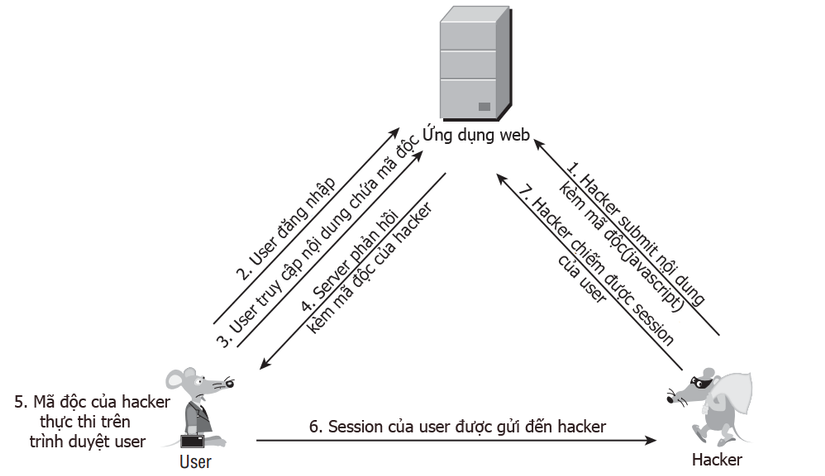 Ứng dụng web
1. Hacker submit nội dung
kèm mã độc(javascript)
2. User đăng nhập
3. User truy cập nội dung chứa mã độc
4. Server phản hồi
kèm mã độc của hacker
5. Mã độc của hacker
thực thi trên
trình duyệt user
6. Session của user được gửi đến hacker
7. Hacker chiếm được session
của user
User
Hacker